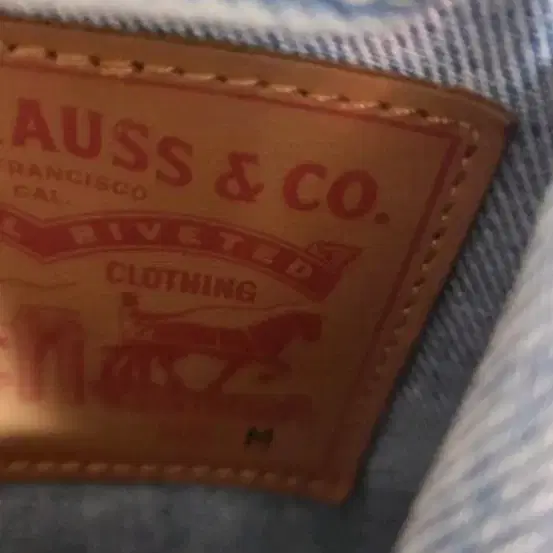 AUSS & CO.
FRANCISCO
CAL.
L RIVETED
CLOTHING
M